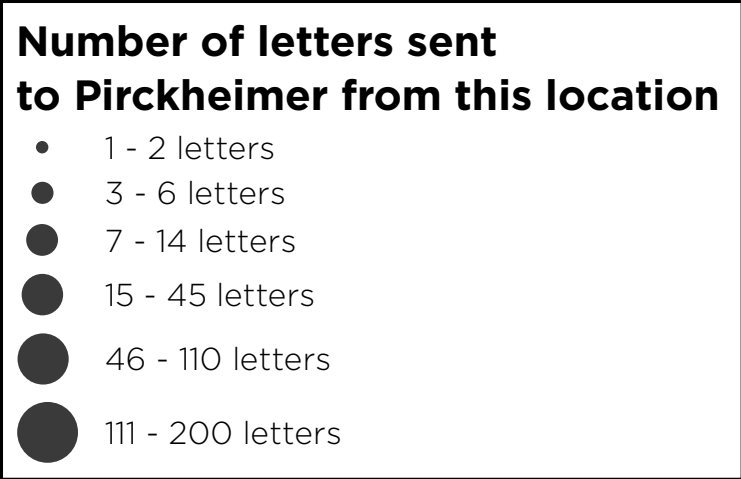 Number of letters sent
to Pirckheimer from this location
1 - 2 letters
3 - 6 letters
7 - 14 letters
15 - 45 letters
46 - 110 letters
111 - 200 letters